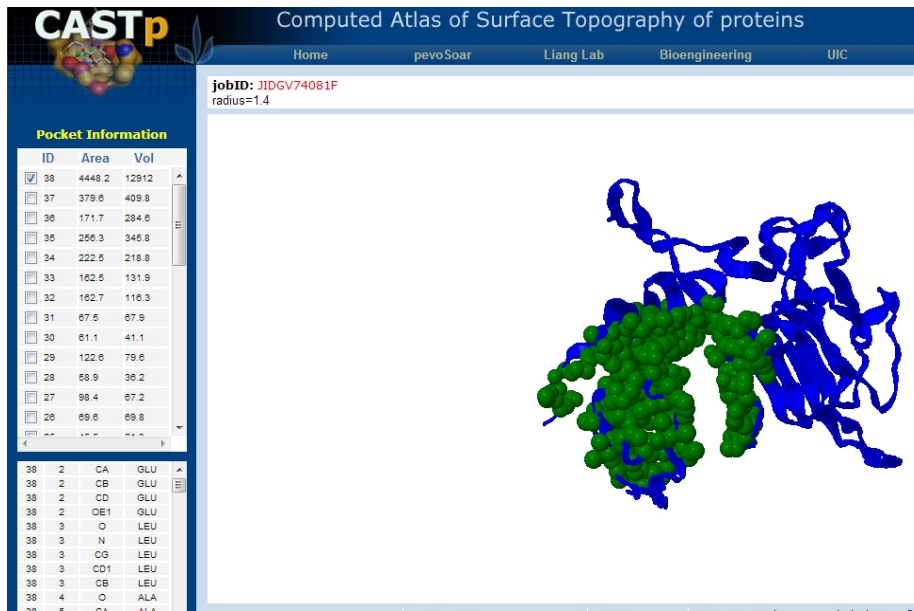 CASTp
Computed Atlas of Surface Topography of proteins
Home pevoSoar Liang Lab Bioengineering UIC
jobID: JIDGV74081F
radius=1.4
Pocket Information
ID Area Vol
38 4448.2 12912
37 379.6 409.8
36 171.7 284.6
35 256.3 345.8
34 222.5 218.8
33 162.5 131.9
32 162.7 116.3
31 67.5 67.9
30 61.1 41.1
29 122.6 79.6
28 58.9 36.2
27 98.4 67.2
26 69.6 69.8
38 2 CA GLU
38 2 CB GLU
38 2 CD GLU
38 2 OE1 GLU
38 3 O LEU
38 3 N LEU
38 3 CG LEU
38 3 CD1 LEU
38 3 CB LEU
38 4 O ALA